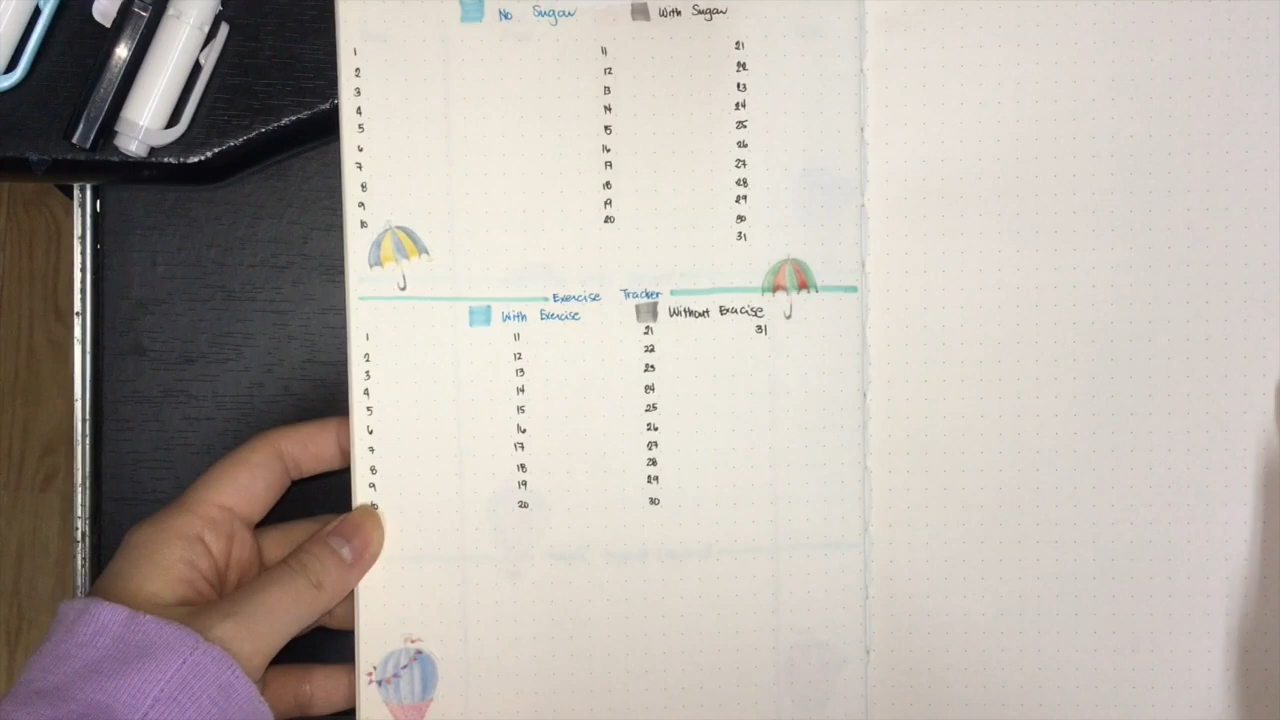 No Sugar With Sugar
1 11 21
2 12 22
3 13 23
4 14 24
5 15 25
6 16 26
7 17 27
8 18 28
9 19 29
10 20 30
31
Exercise Tracker
With Exercise Without Exercise
1 11 21 31
2 12 22
3 13 23
4 14 24
5 15 25
6 16 26
7 17 27
8 18 28
9 19 29
10 20 30